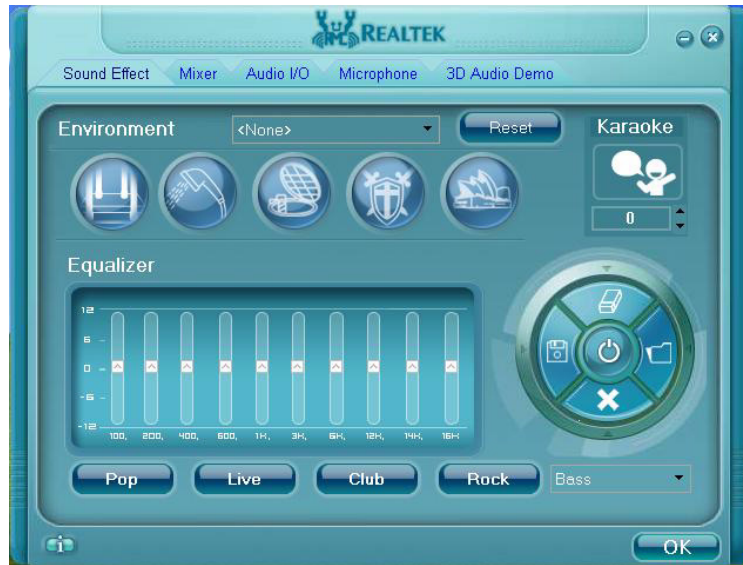 REALTEK
Sound Effect Mixer Audio I/O Microphone 3D Audio Demo
Environment <None> Reset Karaoke
0
Equalizer
12
6
0
-6
-12
100, 200, 400, 600, 1K, 3K, 6K, 12K, 14K, 16K
Pop Live Club Rock Bass
OK